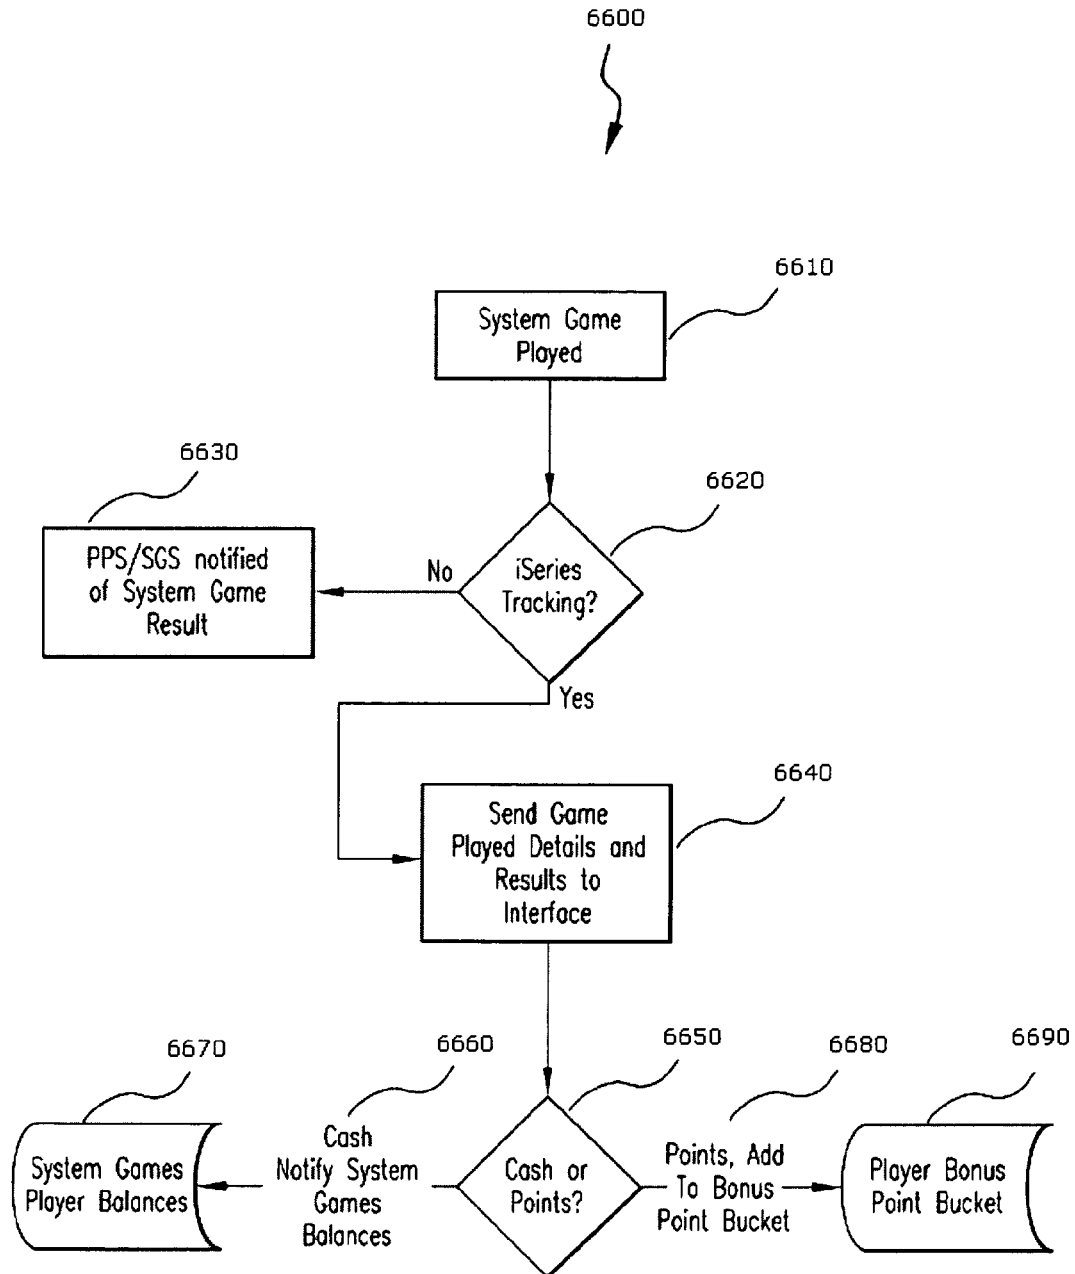 6600
6610
System Game
Played
6630
6620
PPS/SGS notified
of System Game
Result
No
iSeries
Tracking?
Yes
6640
Send Game
Played Details and
Results to
Interface
6670
6660
6650
6680
6690
System Games
Player Balances
Cash
Notify System
Games
Balances
Cash or
Points?
Points, Add
To Bonus
Point Bucket
Player Bonus
Point Bucket